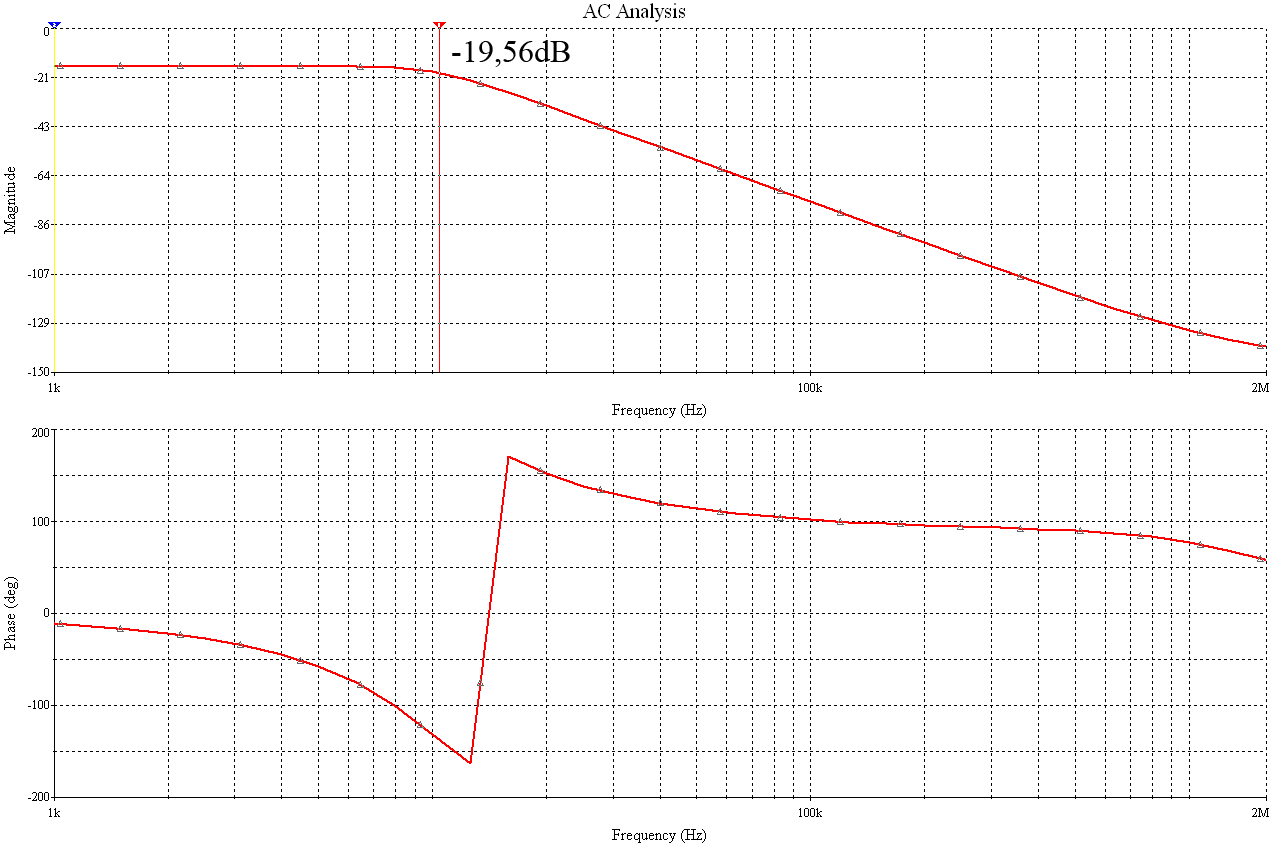 AC Analysis
-19,56dB
0
-21
-43
-64
-86
-107
-129
-150
Magnitude
1k
100k
2M
Frequency (Hz)
200
100
0
-100
-200
Phase (deg)
1k
100k
2M
Frequency (Hz)